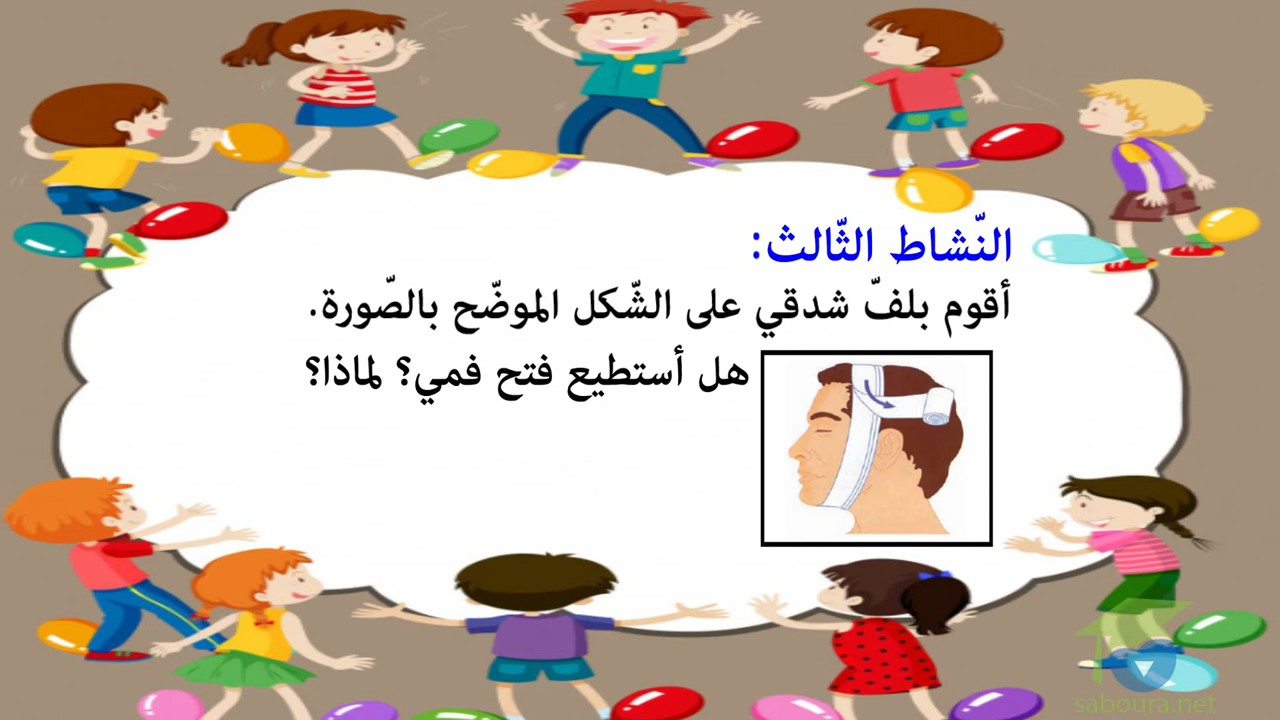 النّشاط الثّالث:
أقوم بلفّ شدقي على الشّكل الموضّح بالصّورة.
هل أستطيع فتح فمي؟ لماذا؟
saboura.net